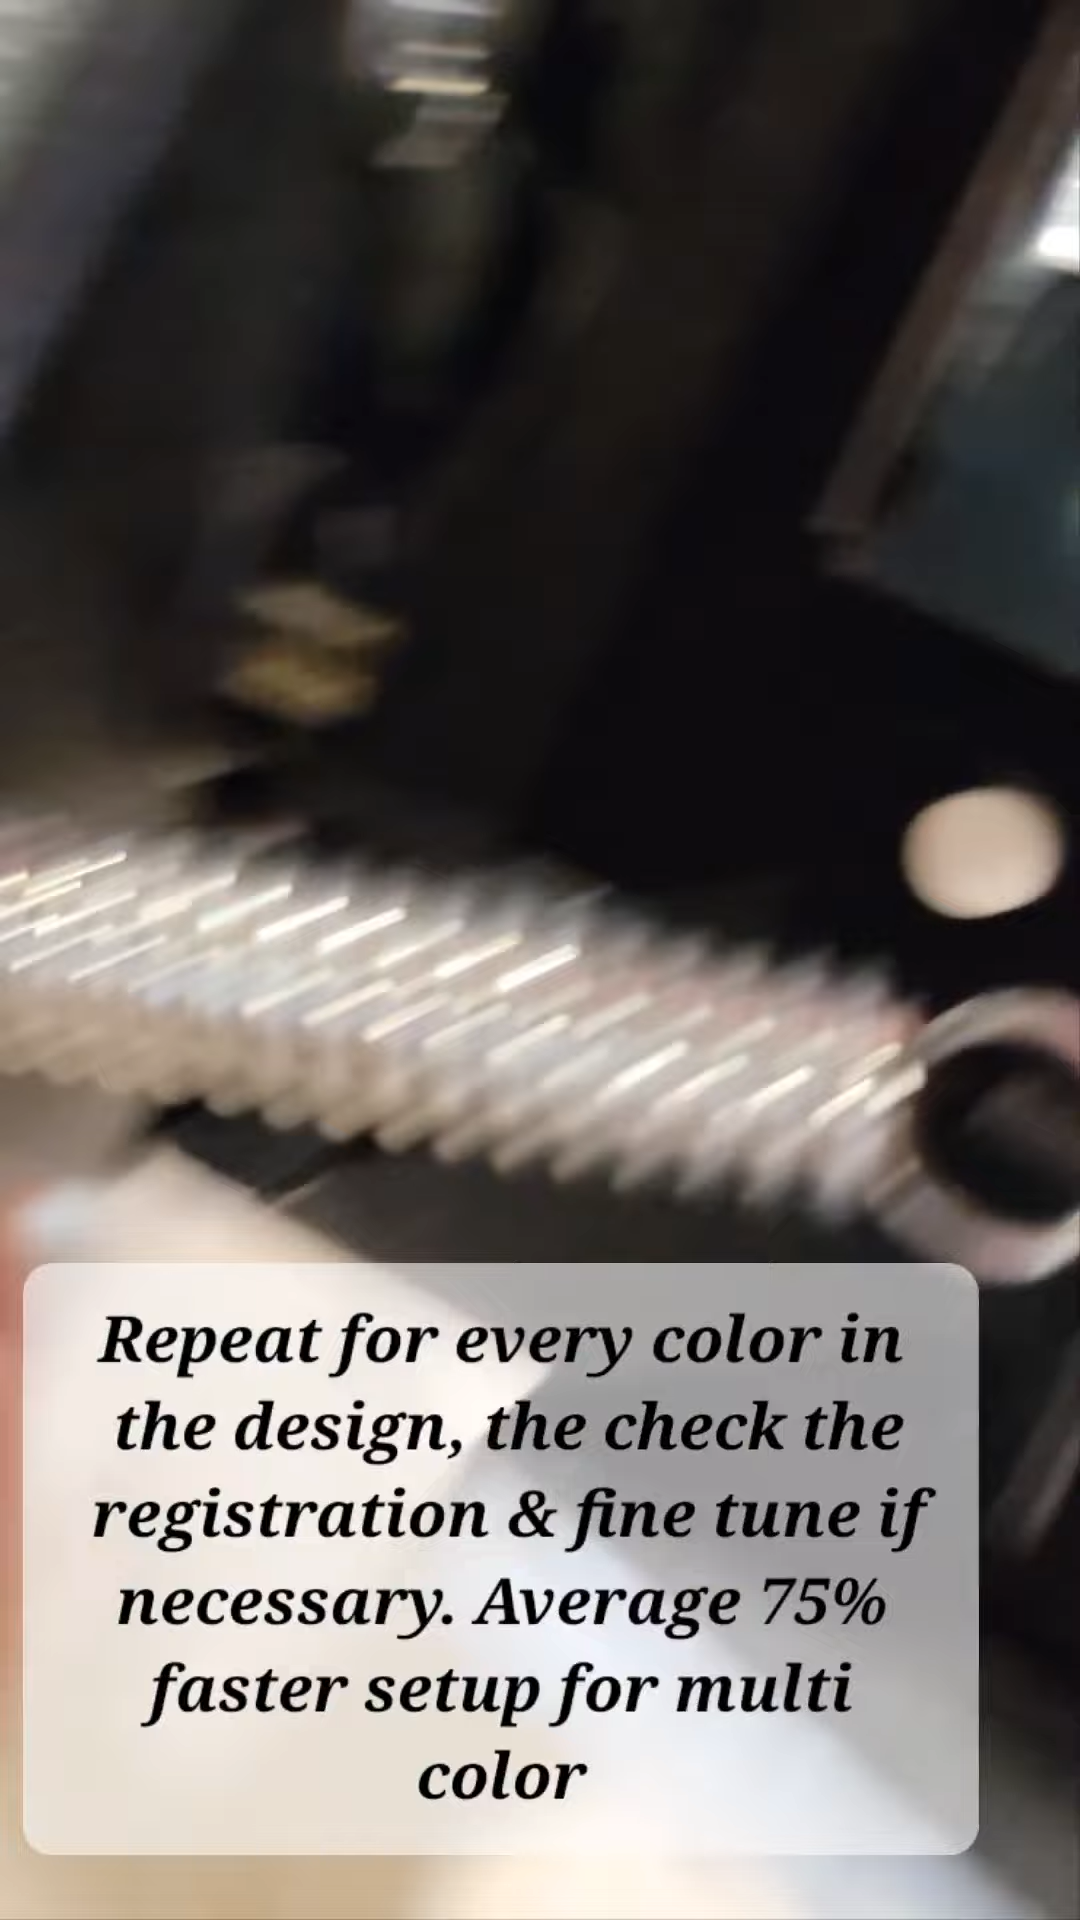 Repeat for every color in
the design, the check the
registration & fine tune if
necessary. Average 75%
faster setup for multi
color